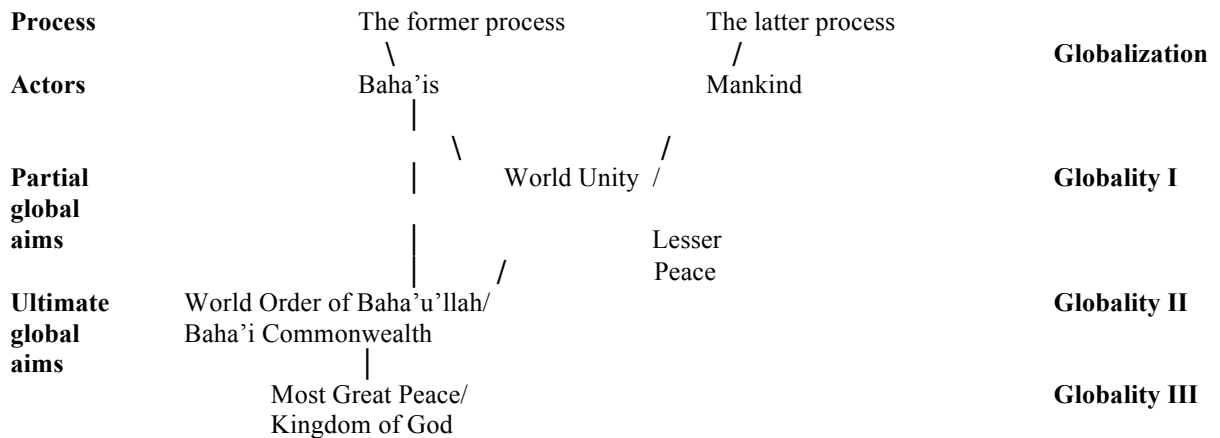 Process The former process The latter process
\ / Globalization
Actors Baha’is Mankind
|
\ /
Partial | World Unity / Globality I
global
aims | Lesser
| / Peace
Ultimate World Order of Baha’u’llah/ Globality II
global Baha’i Commonwealth
aims |
Most Great Peace/ Globality III
Kingdom of God